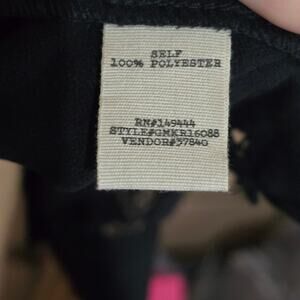 SELF
100% POLYESTER
RN#149444
STYLE#GMKR16088
VENDOR#37840